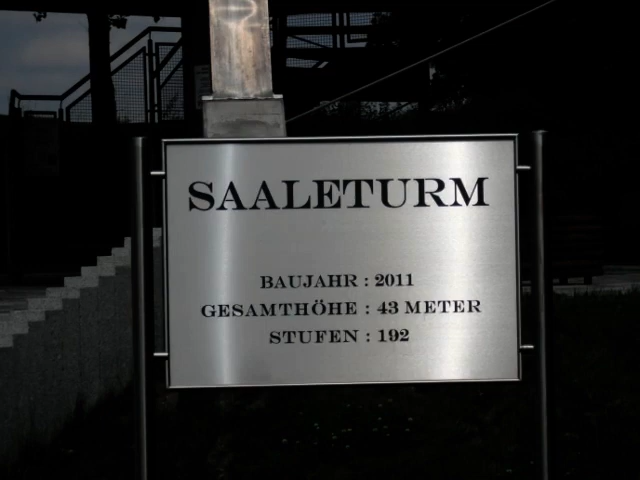 SAALETURM
BAUJAHR : 2011
GESAMTHÖHE : 43 METER
STUFEN : 192